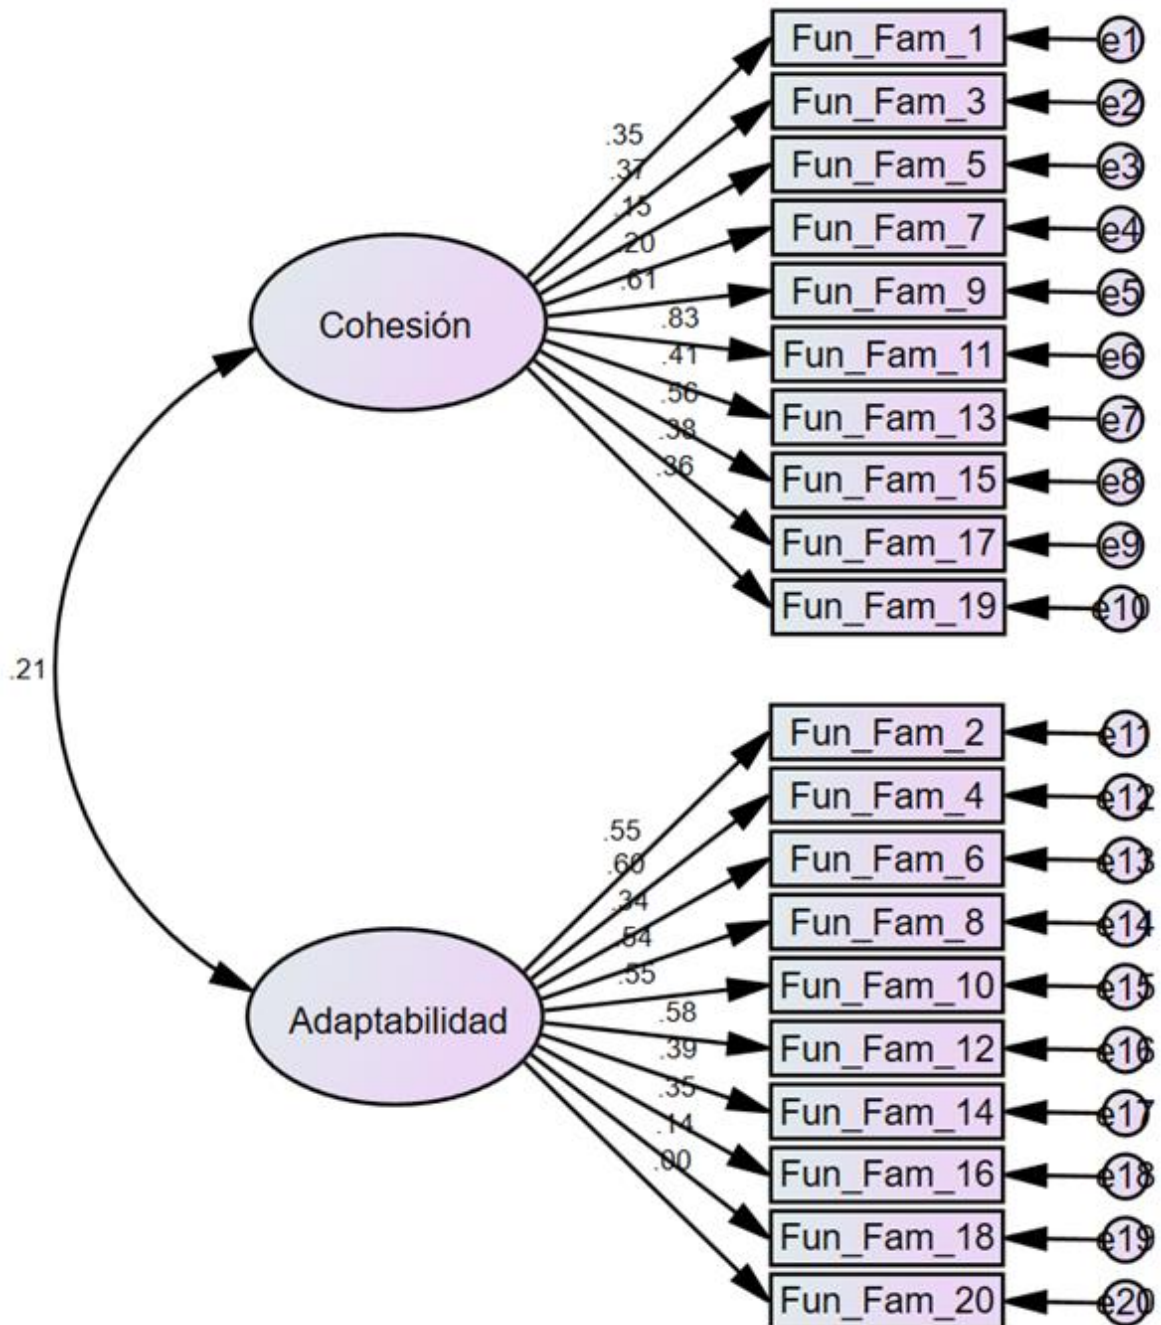 Fun_Fam_1 e1
Fun_Fam_3 e2
.35
Fun_Fam_5 e3
.37
.15
Fun_Fam_7 e4
.20
.61
Fun_Fam_9 e5
Cohesión
.83
.41
Fun_Fam_11 e6
.56
Fun_Fam_13 e7
.38
.36
Fun_Fam_15 e8
Fun_Fam_17 e9
Fun_Fam_19 e10
.21
Fun_Fam_2 e11
Fun_Fam_4 e12
.55
.60
Fun_Fam_6 e13
.34
Fun_Fam_8 e14
.54
.55
Fun_Fam_10 e15
Adaptabilidad
.58
.39
Fun_Fam_12 e16
.35
Fun_Fam_14 e17
.14
.00
Fun_Fam_16 e18
Fun_Fam_18 e19
Fun_Fam_20 e20